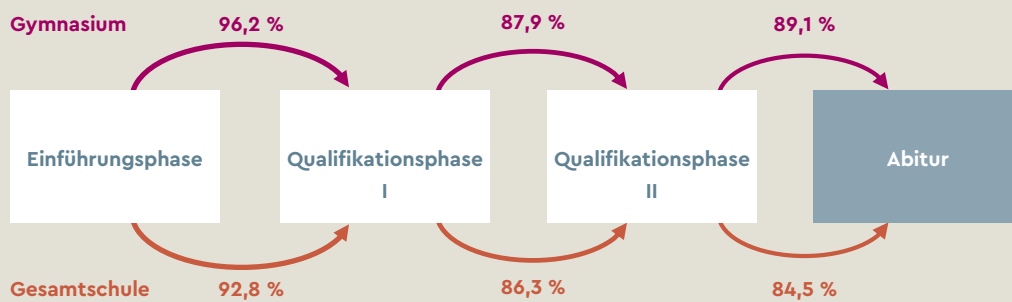 Gymnasium 96,2 % 87,9 % 89,1 %
Einführungsphase
Qualifikationsphase
I
Qualifikationsphase
II
Abitur
Gesamtschule 92,8 % 86,3 % 84,5 %